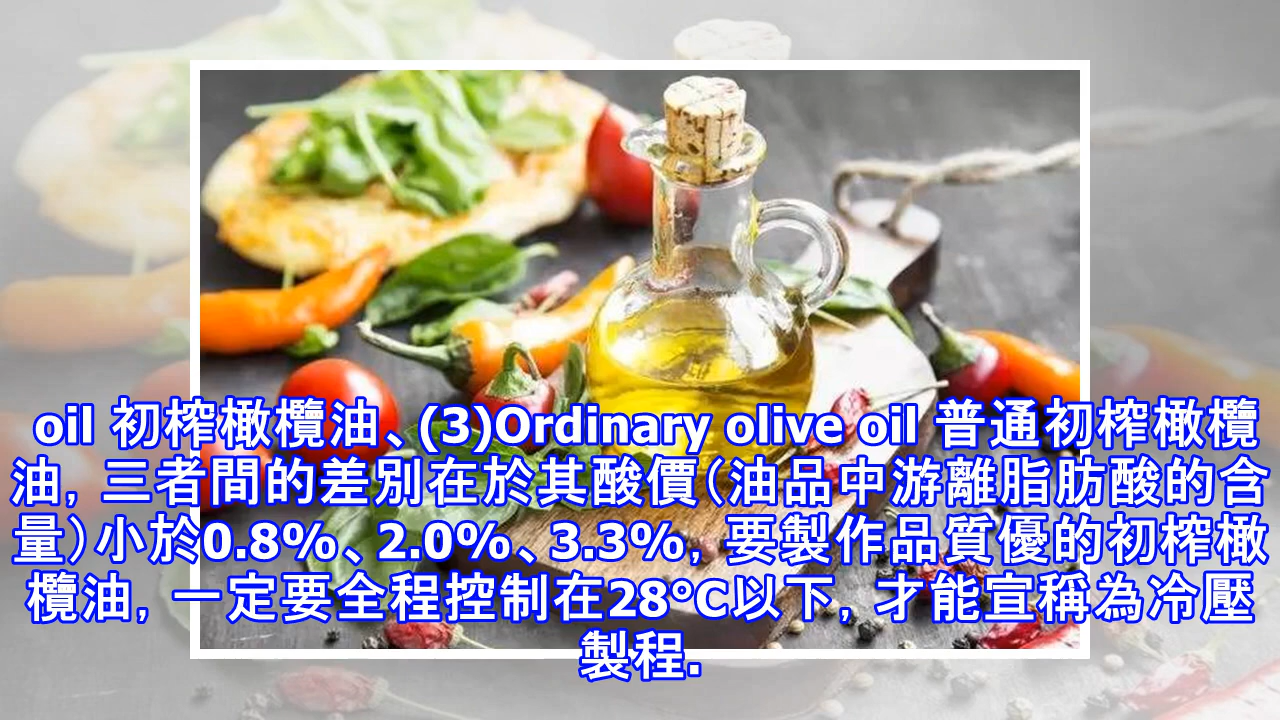 oil 初榨橄欖油、(3)Ordinary olive oil 普通初榨橄欖
油, 三者間的差別在於其酸價(油品中游離脂肪酸的含
量)小於0.8%、2.0%、3.3%, 要製作品質優的初榨橄
欖油, 一定要全程控制在28°C以下, 才能宣稱為冷壓
製程.